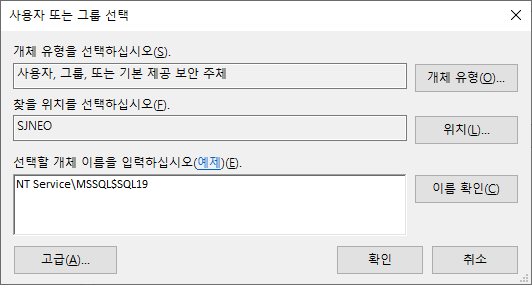 사용자 또는 그룹 선택
개체 유형을 선택하십시오(S).
사용자, 그룹, 또는 기본 제공 보안 주체
개체 유형(O)...
찾을 위치를 선택하십시오(F).
SJNEO
위치(L)...
선택할 개체 이름을 입력하십시오(예제)(E).
NT Service\MSSQL$SQL19
이름 확인(C)
고급(A)...
확인
취소